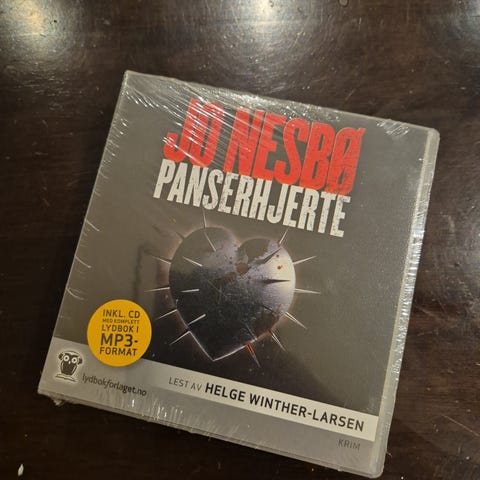 JO NESBØ
PANSERHJERTE
INKL. CD
MED KOMPLETT
LYDBOK I
MP3-
FORMAT
lydbokforlaget.no
LEST AV HELGE WINTHER-LARSEN
KRIM